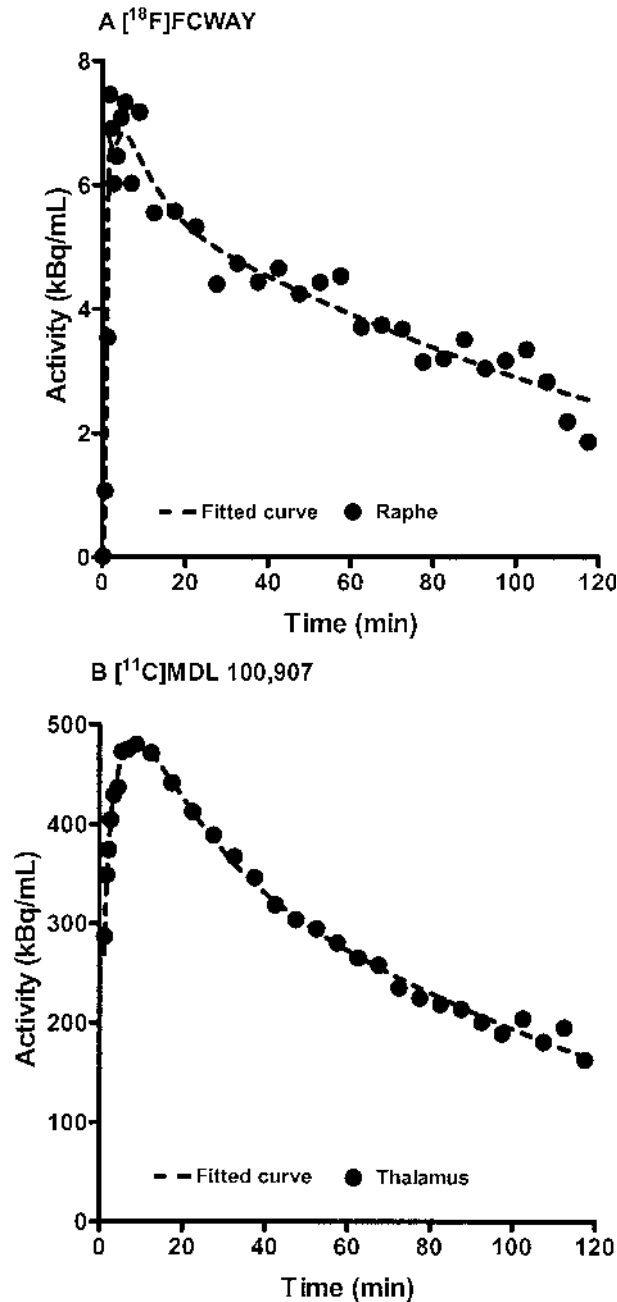 A [¹⁸F]FCWAY
8
6
4
2
0
Activity (kBq/mL)
Fitted curve
Raphe
0 20 40 60 80 100 120
Time (min)
B [¹¹C]MDL 100,907
500
400
300
200
100
0
Activity (kBq/mL)
Fitted curve
Thalamus
0 20 40 60 80 100 120
Time (min)